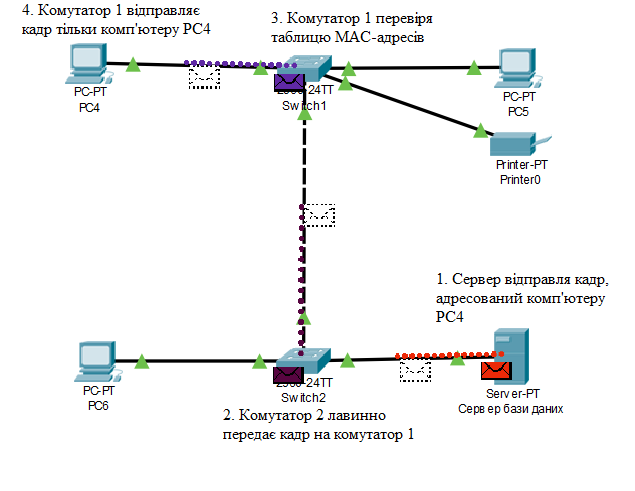 4. Комутатор 1 відправляє
кадр тільки комп'ютеру PC4
3. Комутатор 1 перевіря
таблицю MAC-адресів
PC-PT
PC4
24TT
Switch1
PC-PT
PC5
Printer-PT
Printer0
1. Сервер відправля кадр,
адресований комп'ютеру
PC4
PC-PT
PC6
24TT
Switch2
Server-PT
Сервер бази даних
2. Комутатор 2 лавинно
передає кадр на комутатор 1